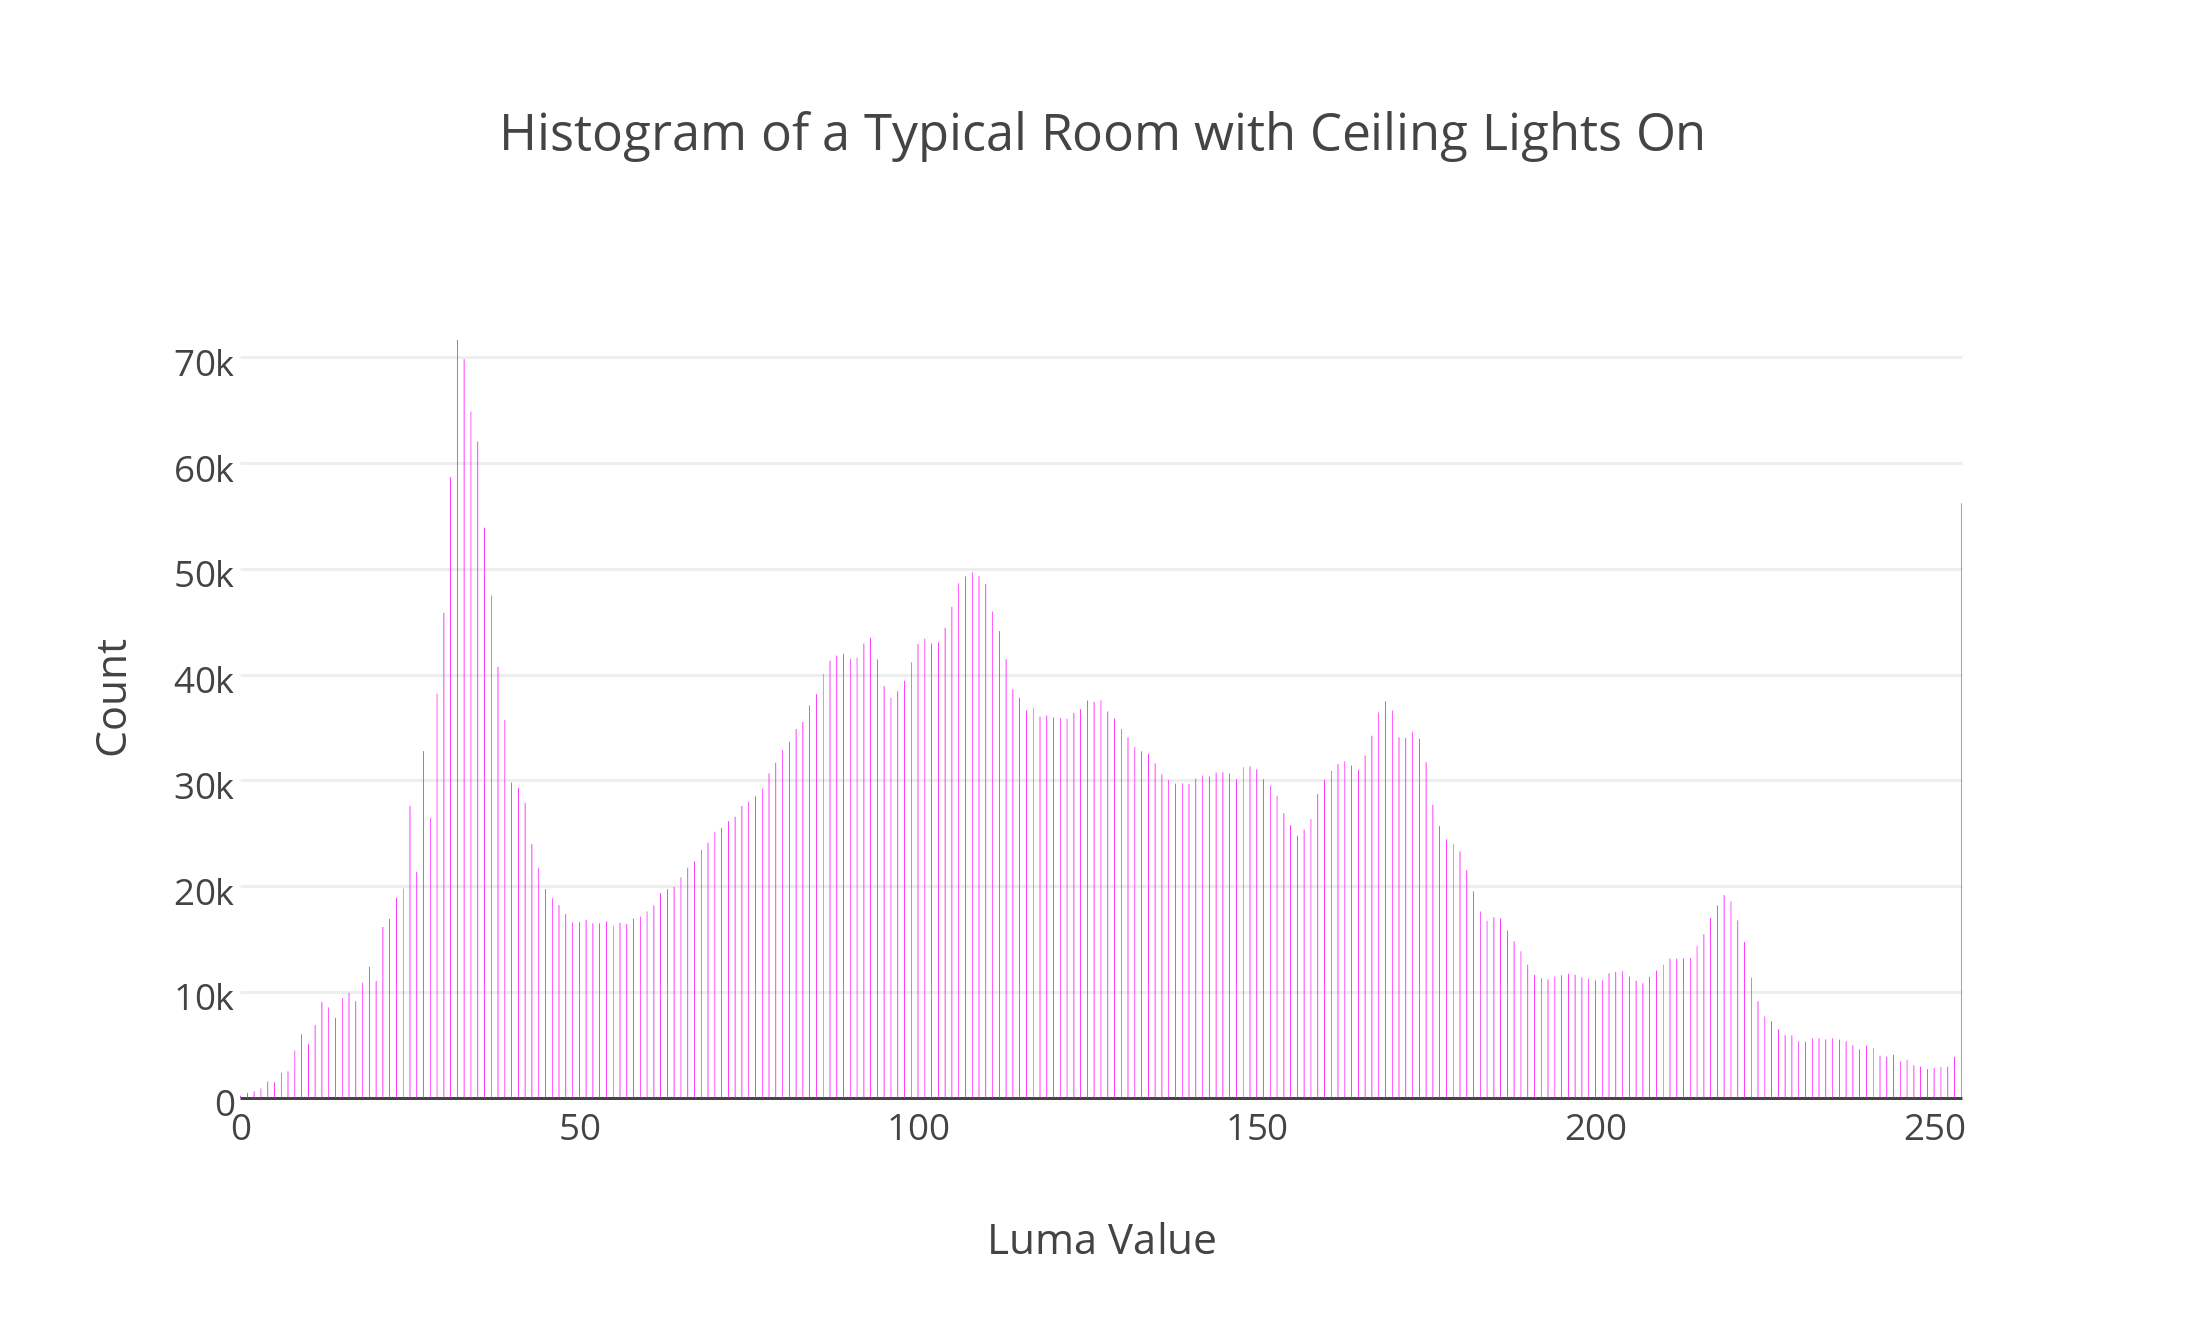 Histogram of a Typical Room with Ceiling Lights On
70k
60k
50k
40k
30k
20k
10k
0
Count
0 50 100 150 200 250
Luma Value